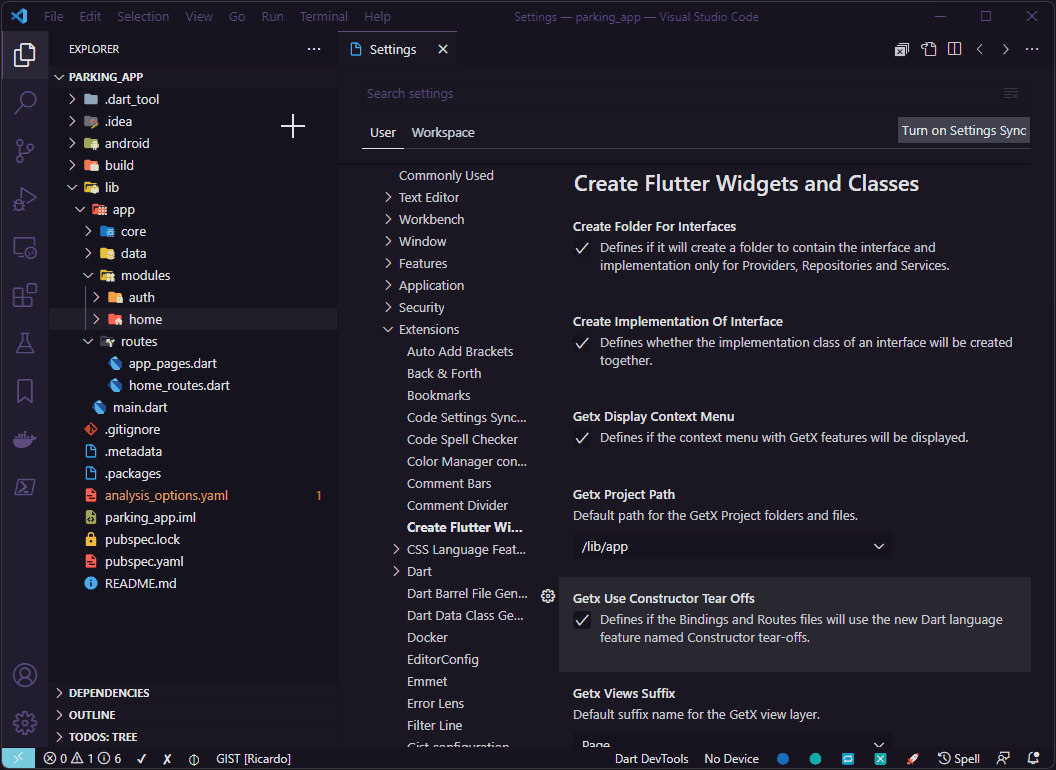 File Edit Selection View Go Run Terminal Help
Settings — parking_app — Visual Studio Code
EXPLORER
Settings
PARKING_APP
.dart_tool
.idea
android
build
lib
app
core
data
modules
auth
home
routes
app_pages.dart
home_routes.dart
main.dart
.gitignore
.metadata
.packages
analysis_options.yaml 1
parking_app.iml
pubspec.lock
pubspec.yaml
README.md
DEPENDENCIES
OUTLINE
TODOS: TREE
Search settings
User Workspace
Turn on Settings Sync
Commonly Used
Text Editor
Workbench
Window
Features
Application
Security
Extensions
Auto Add Brackets
Back & Forth
Bookmarks
Code Settings Sync...
Code Spell Checker
Color Manager con...
Comment Bars
Comment Divider
Create Flutter Wi...
CSS Language Feat...
Dart
Dart Barrel File Gen...
Dart Data Class Ge...
Docker
EditorConfig
Emmet
Error Lens
Filter Line
Gist configuration
Create Flutter Widgets and Classes
Create Folder For Interfaces
Defines if it will create a folder to contain the interface and
implementation only for Providers, Repositories and Services.
Create Implementation Of Interface
Defines whether the implementation class of an interface will be created
together.
Getx Display Context Menu
Defines if the context menu with GetX features will be displayed.
Getx Project Path
Default path for the GetX Project folders and files.
/lib/app
Getx Use Constructor Tear Offs
Defines if the Bindings and Routes files will use the new Dart language
feature named Constructor tear-offs.
Getx Views Suffix
Default suffix name for the GetX view layer.
Page
0 1 6 GIST [Ricardo] Dart DevTools No Device Spell